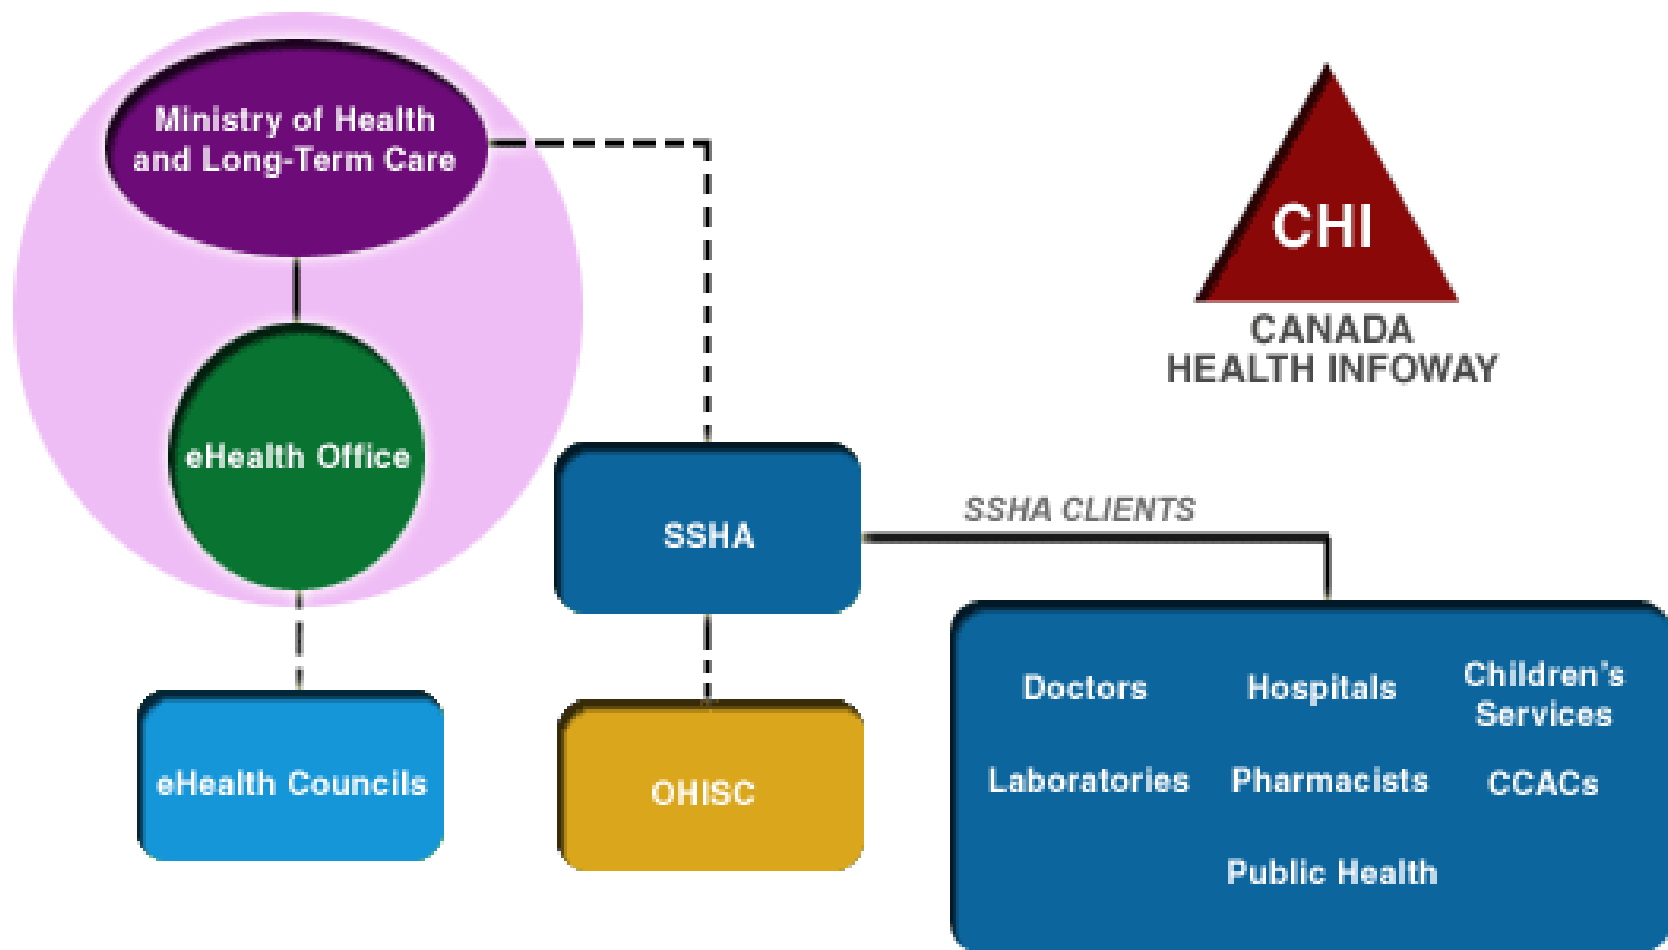 Ministry of Health
and Long-Term Care
eHealth Office
eHealth Councils
SSHA
OHISC
CHI
CANADA
HEALTH INFOWAY
SSHA CLIENTS
Doctors
Hospitals
Children's
Services
Laboratories
Pharmacists
CCACs
Public Health